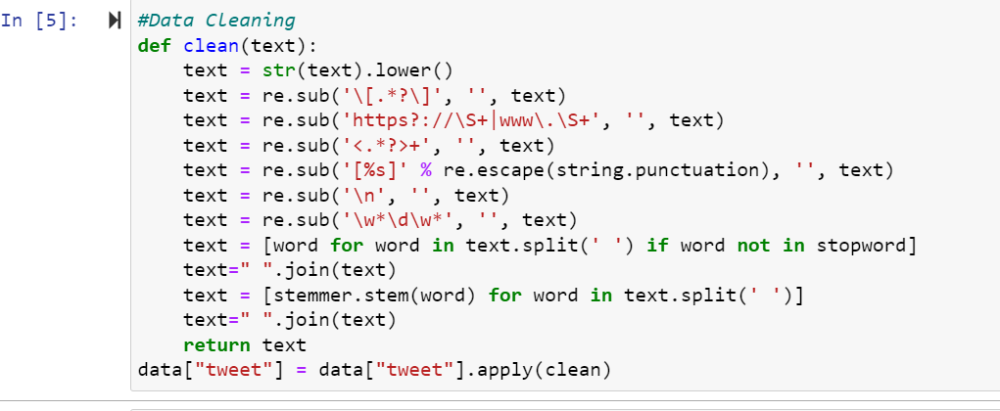 In [5]:
#Data Cleaning
def clean(text):
    text = str(text).lower()
    text = re.sub('\[.*?\]', '', text)
    text = re.sub('https?://\S+|www\.\S+', '', text)
    text = re.sub('<.*?>+', '', text)
    text = re.sub('[%s]' % re.escape(string.punctuation), '', text)
    text = re.sub('\n', '', text)
    text = re.sub('\w*\d\w*', '', text)
    text = [word for word in text.split(' ') if word not in stopword]
    text=" ".join(text)
    text = [stemmer.stem(word) for word in text.split(' ')]
    text=" ".join(text)
    return text
data["tweet"] = data["tweet"].apply(clean)